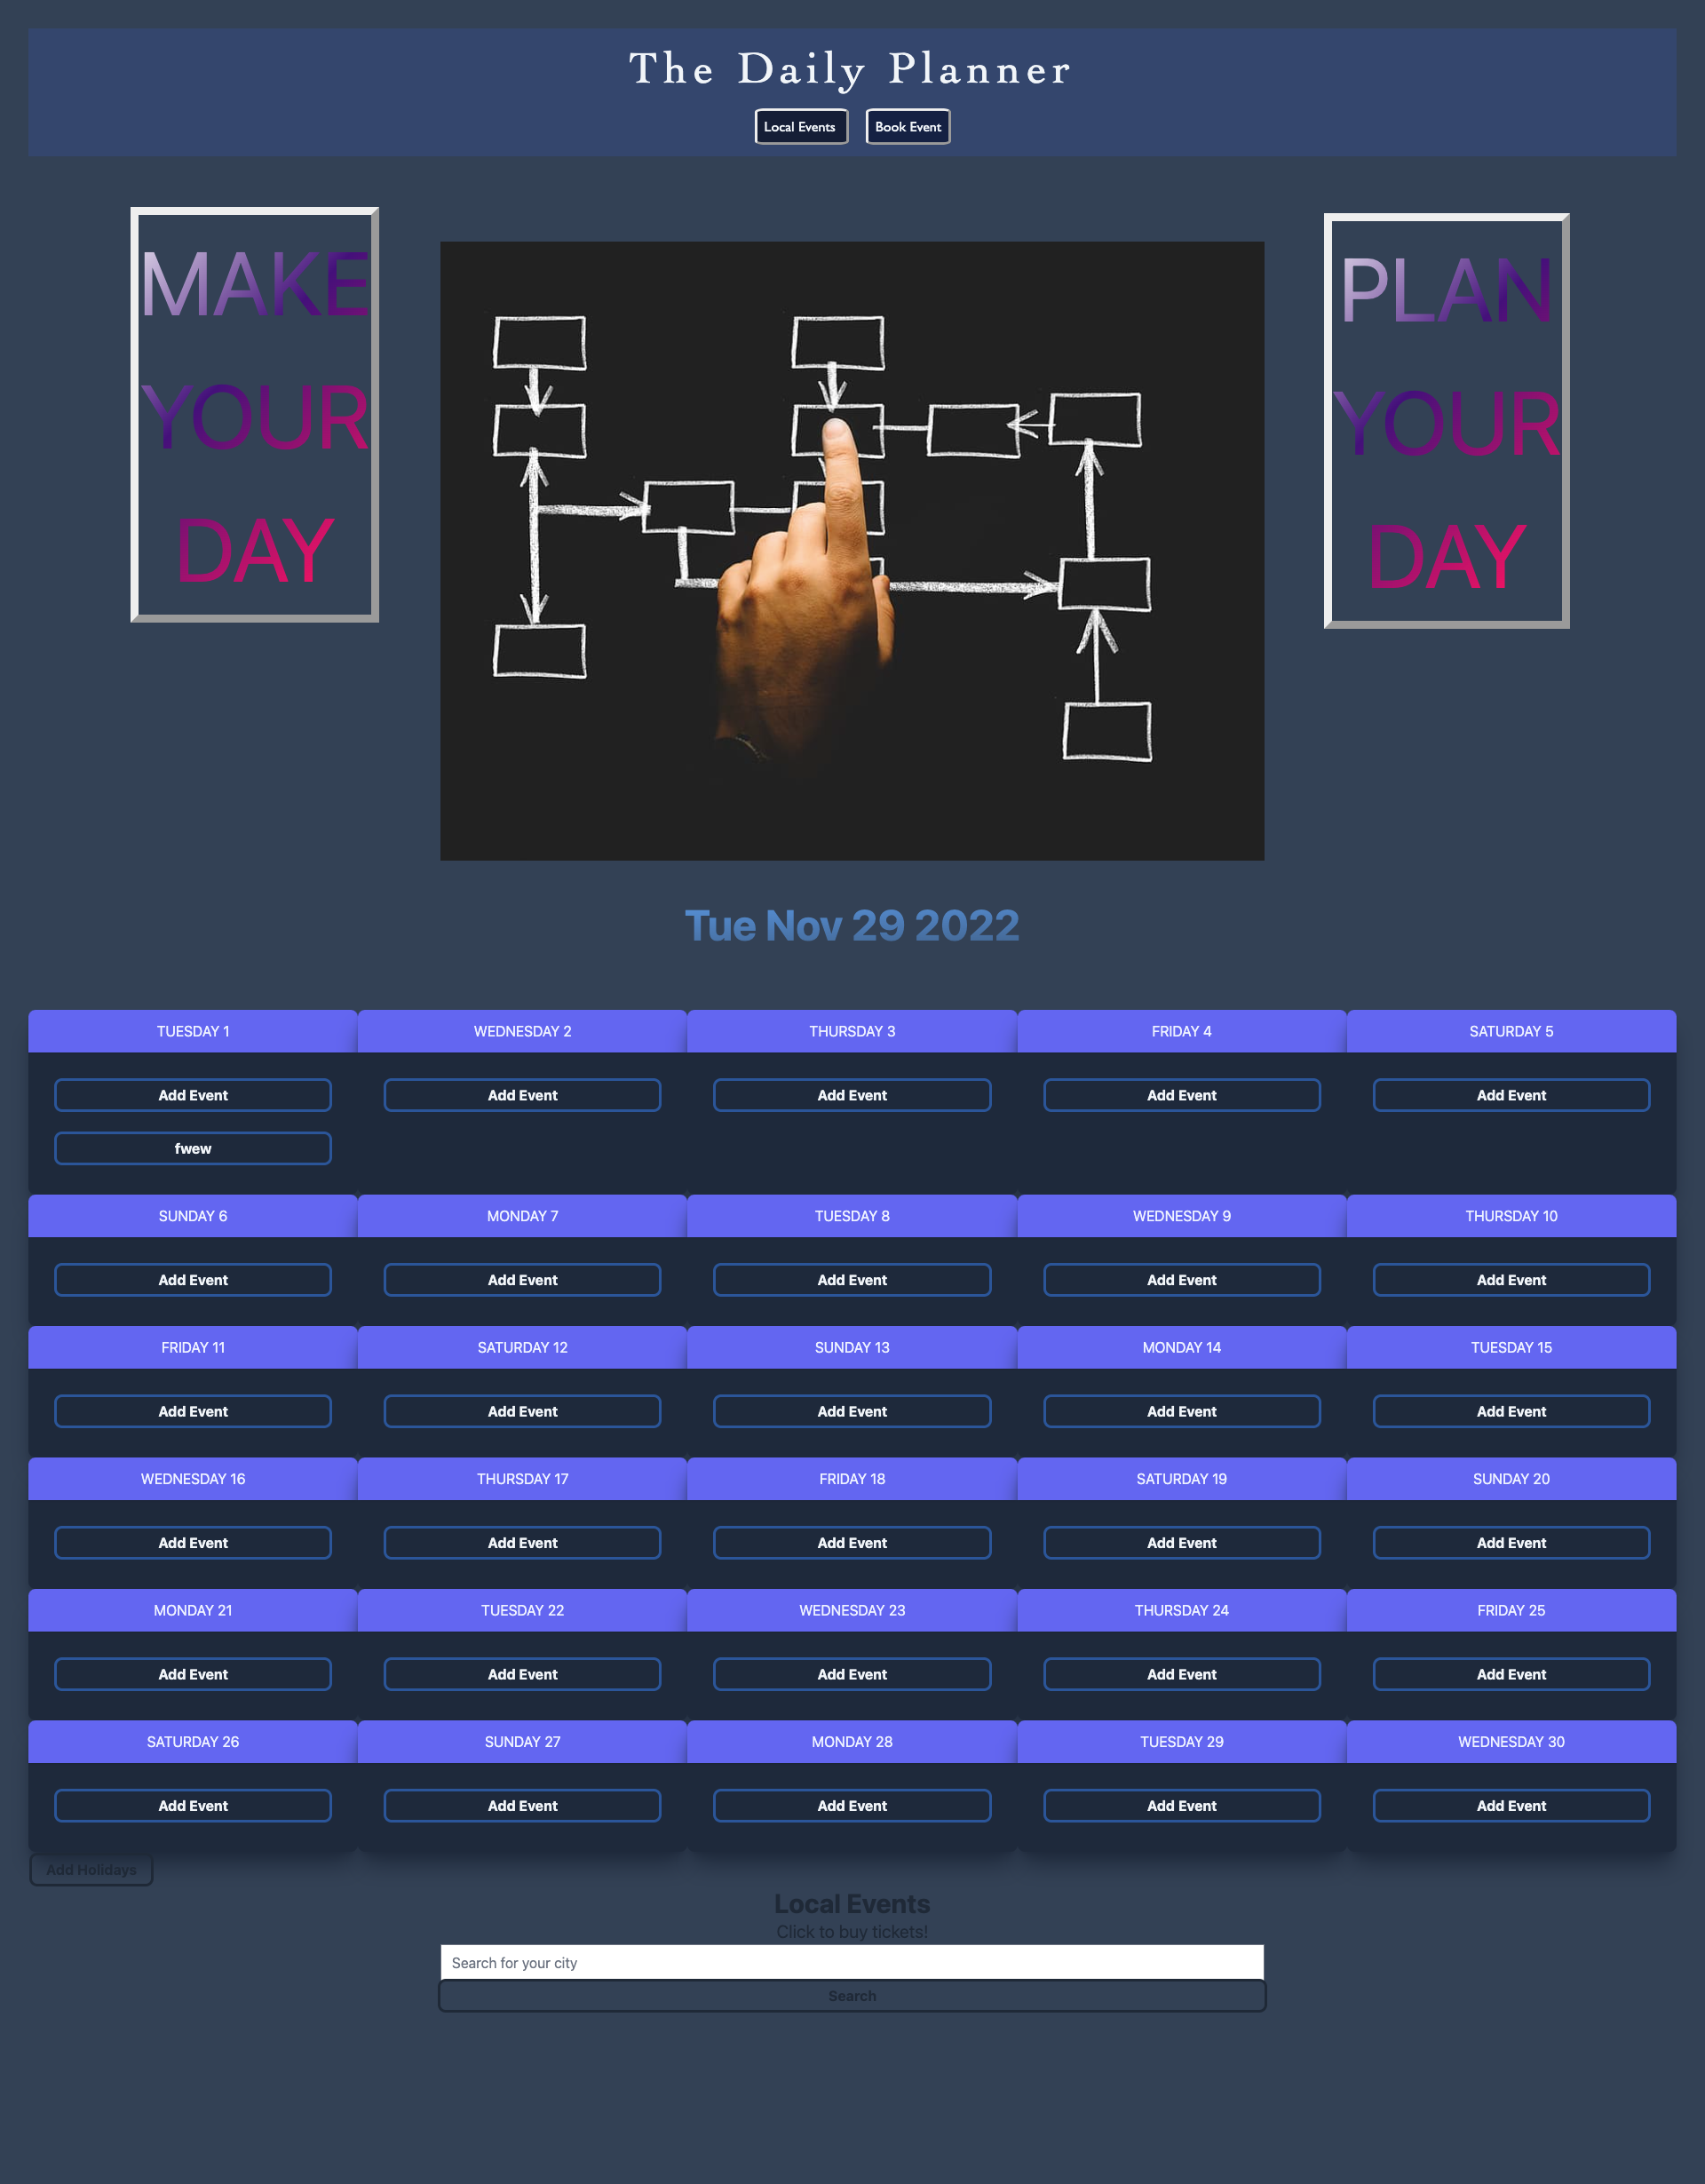 The Daily Planner
Local Events
Book Event
MAKE
YOUR
DAY
PLAN
YOUR
DAY
Tue Nov 29 2022
TUESDAY 1
WEDNESDAY 2
THURSDAY 3
FRIDAY 4
SATURDAY 5
Add Event
Add Event
Add Event
Add Event
Add Event
fwew
SUNDAY 6
MONDAY 7
TUESDAY 8
WEDNESDAY 9
THURSDAY 10
Add Event
Add Event
Add Event
Add Event
Add Event
FRIDAY 11
SATURDAY 12
SUNDAY 13
MONDAY 14
TUESDAY 15
Add Event
Add Event
Add Event
Add Event
Add Event
WEDNESDAY 16
THURSDAY 17
FRIDAY 18
SATURDAY 19
SUNDAY 20
Add Event
Add Event
Add Event
Add Event
Add Event
MONDAY 21
TUESDAY 22
WEDNESDAY 23
THURSDAY 24
FRIDAY 25
Add Event
Add Event
Add Event
Add Event
Add Event
SATURDAY 26
SUNDAY 27
MONDAY 28
TUESDAY 29
WEDNESDAY 30
Add Event
Add Event
Add Event
Add Event
Add Event
Add Holidays
Local Events
Click to buy tickets!
Search for your city
Search